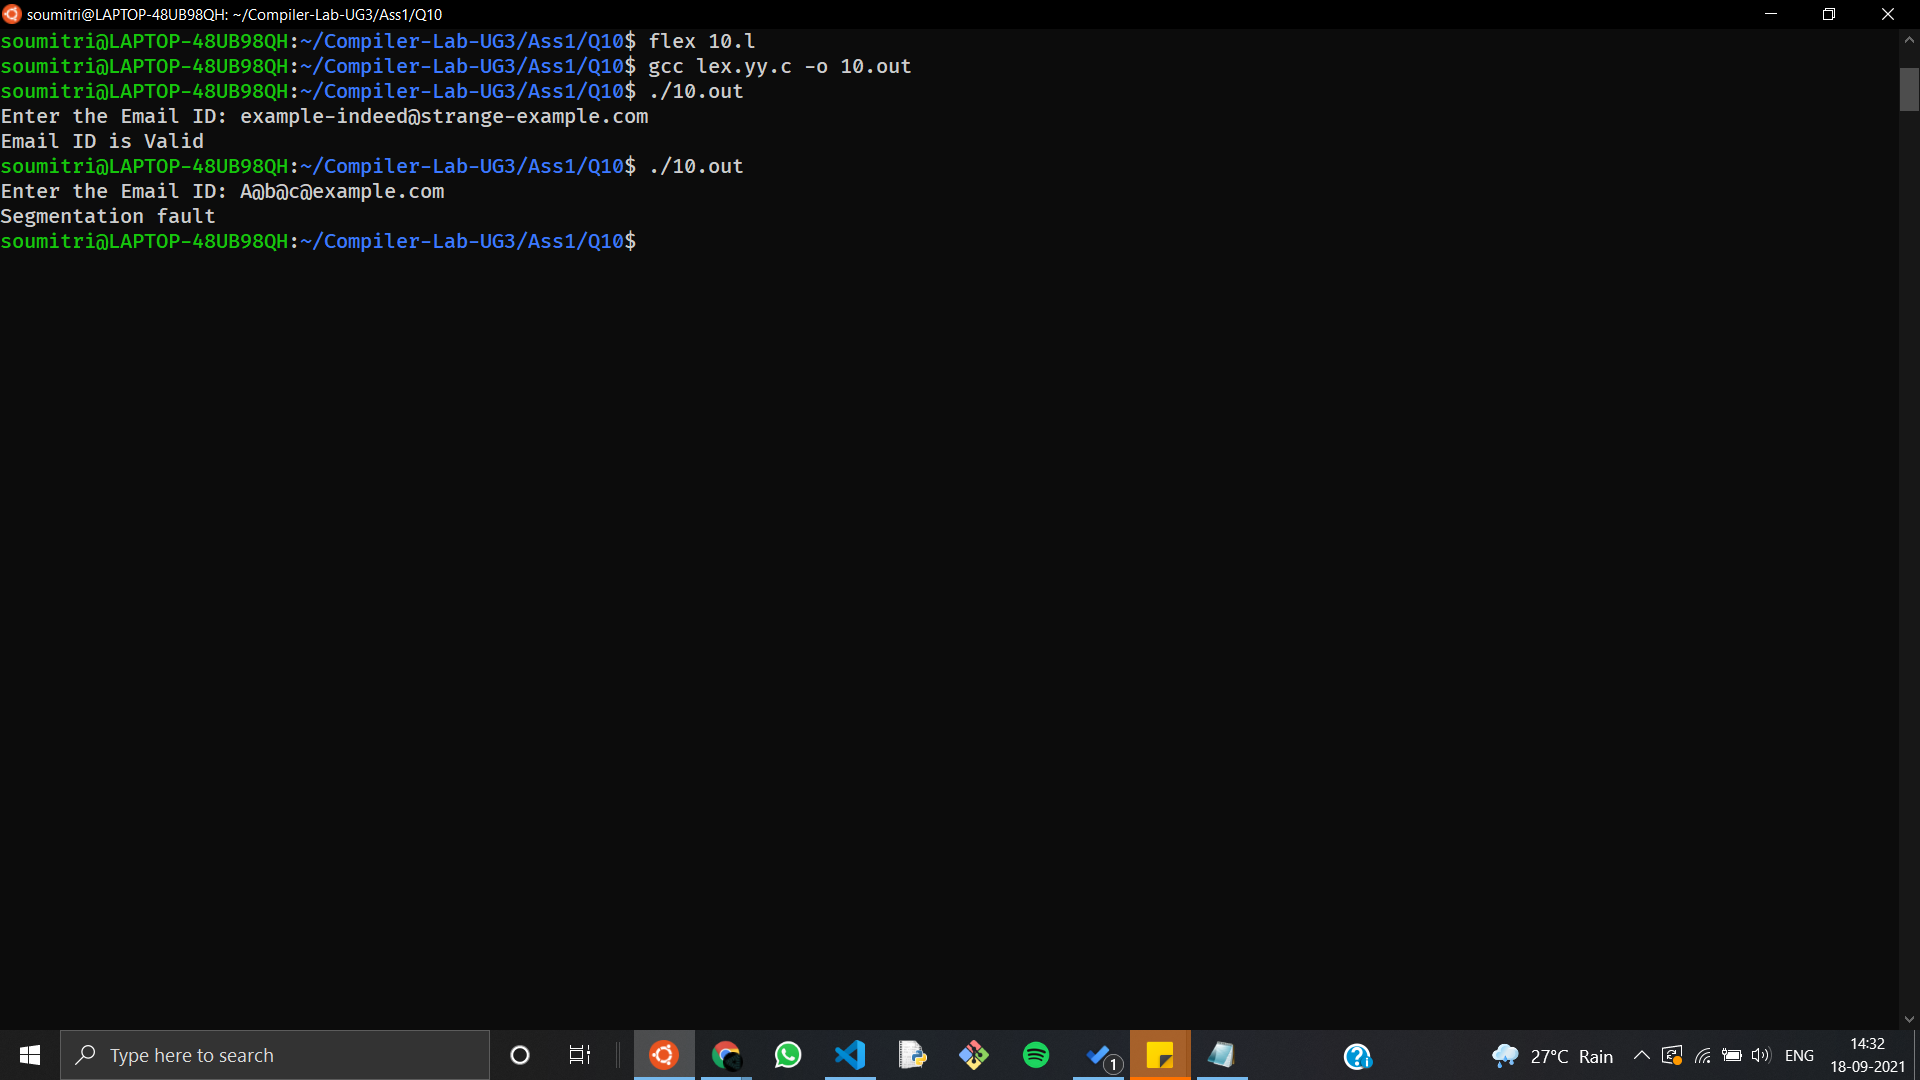 soumitri@LAPTOP-48UB98QH: ~/Compiler-Lab-UG3/Ass1/Q10
soumitri@LAPTOP-48UB98QH:~/Compiler-Lab-UG3/Ass1/Q10$ flex 10.l
soumitri@LAPTOP-48UB98QH:~/Compiler-Lab-UG3/Ass1/Q10$ gcc lex.yy.c -o 10.out
soumitri@LAPTOP-48UB98QH:~/Compiler-Lab-UG3/Ass1/Q10$ ./10.out
Enter the Email ID: example-indeed@strange-example.com
Email ID is Valid
soumitri@LAPTOP-48UB98QH:~/Compiler-Lab-UG3/Ass1/Q10$ ./10.out
Enter the Email ID: A@b@c@example.com
Segmentation fault
soumitri@LAPTOP-48UB98QH:~/Compiler-Lab-UG3/Ass1/Q10$
Type here to search
1
27°C Rain
ENG
14:32
18-09-2021